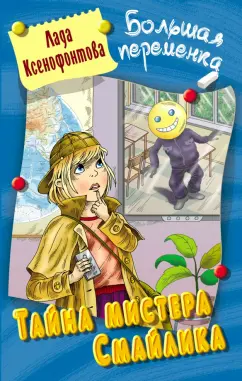 Лада
Ксенофонтова
Большая
переменка
Тайна мистера
Смайлика